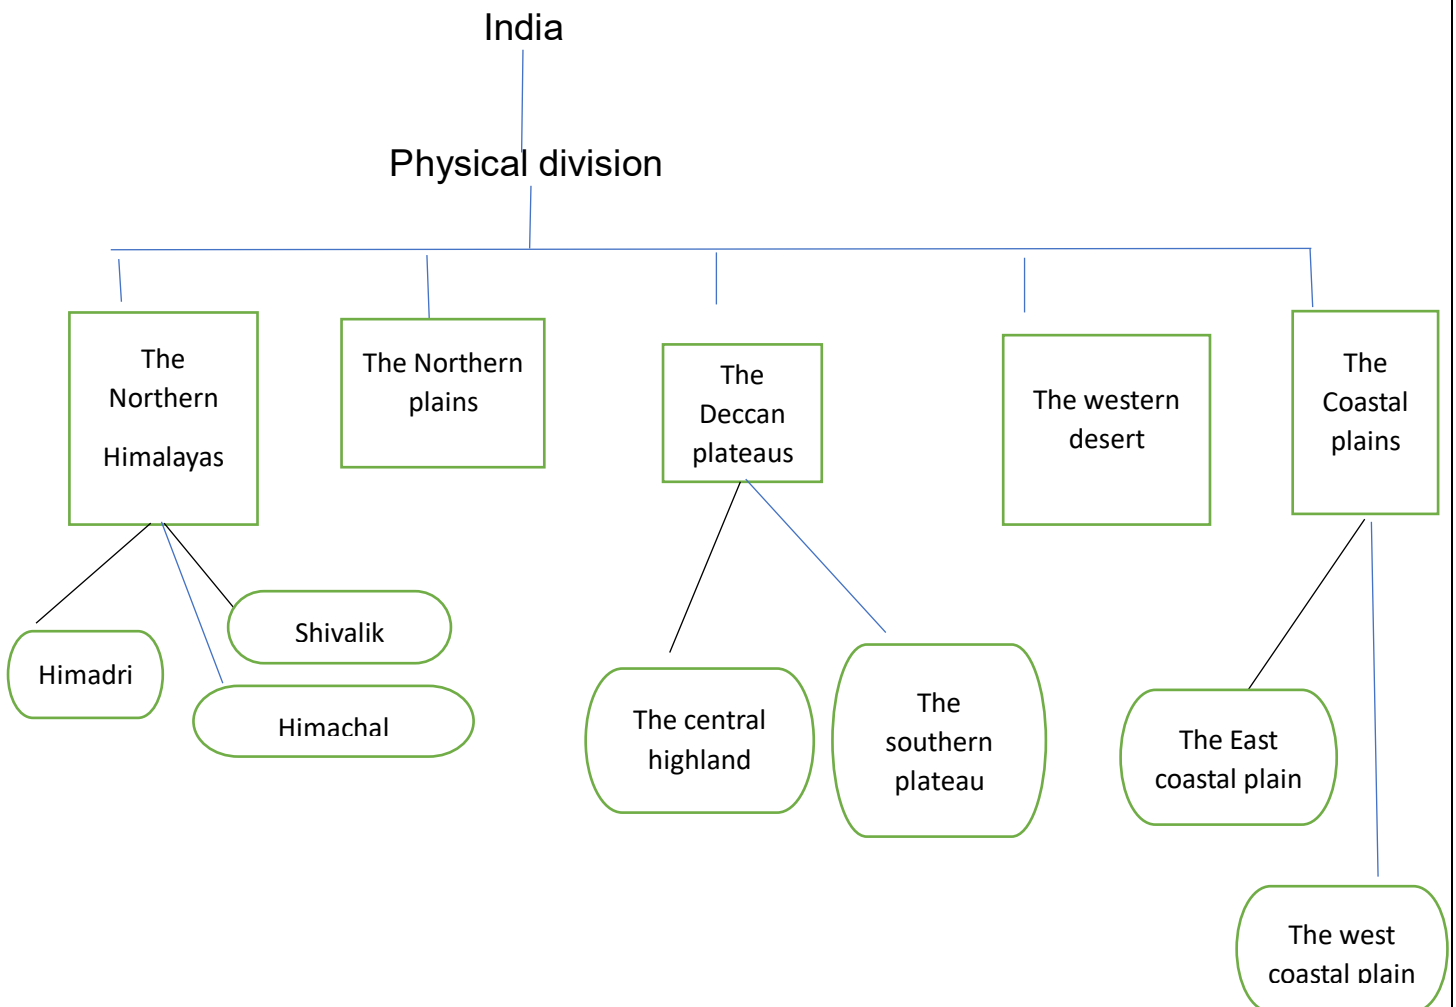 India
Physical division
The
Northern
Himalayas
The Northern
plains
The
Deccan
plateaus
The western
desert
The
Coastal
plains
Shivalik
Himadri
Himachal
The central
highland
The
southern
plateau
The East
coastal plain
The west
coastal plain